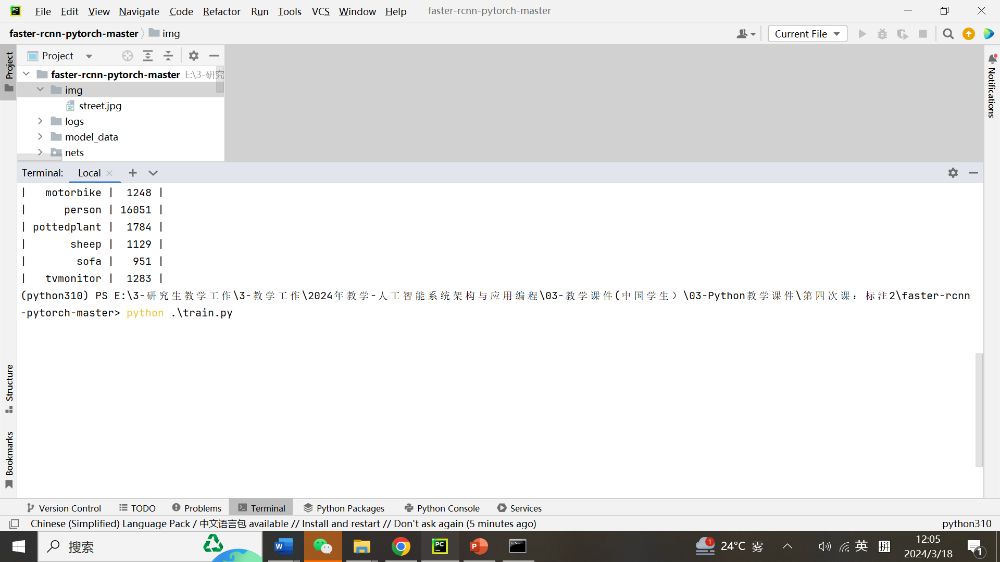 PC File Edit View Navigate Code Refactor Run Tools VCS Window Help faster-rcnn-pytorch-master
faster-rcnn-pytorch-master img Current File
Project
Project
faster-rcnn-pytorch-master E:\3-研究
img
street.jpg
logs
model_data
nets
Notifications
Terminal: Local
| motorbike | 1248 |
| person | 16051 |
| pottedplant | 1784 |
| sheep | 1129 |
| sofa | 951 |
| tvmonitor | 1283 |
(python310) PS E:\3-研究生教学工作\3-教学工作\2024年教学-人工智能系统架构与应用编程\03-教学课件(中国学生）\03-Python教学课件\第四次课：标注2\faster-rcnn
-pytorch-master> python .\train.py
Structure
Bookmarks
Version Control TODO Problems Terminal Python Packages Python Console Services
Chinese (Simplified) Language Pack / 中文语言包 available // Install and restart // Don't ask again (5 minutes ago) python310
搜索 W PC P C:\ 1 24°C 雾 英 拼 12:05 1
2024/3/18